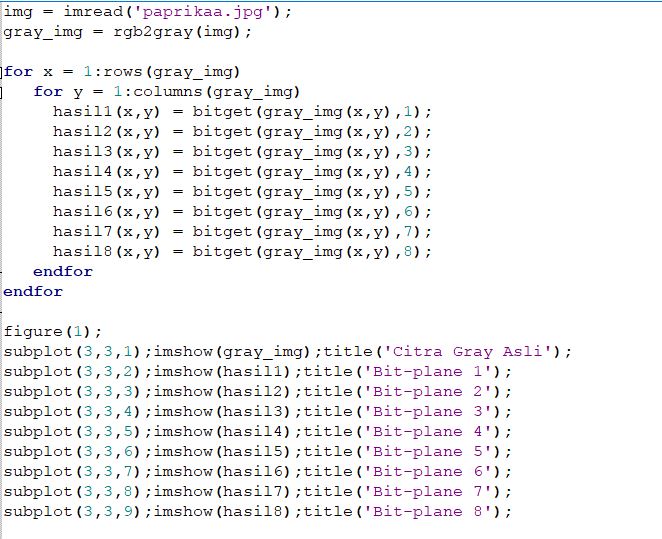 img = imread('paprikaa.jpg');
gray_img = rgb2gray(img);

for x = 1:rows(gray_img)
   for y = 1:columns(gray_img)
     hasil1(x,y) = bitget(gray_img(x,y),1);
     hasil2(x,y) = bitget(gray_img(x,y),2);
     hasil3(x,y) = bitget(gray_img(x,y),3);
     hasil4(x,y) = bitget(gray_img(x,y),4);
     hasil5(x,y) = bitget(gray_img(x,y),5);
     hasil6(x,y) = bitget(gray_img(x,y),6);
     hasil7(x,y) = bitget(gray_img(x,y),7);
     hasil8(x,y) = bitget(gray_img(x,y),8);
   endfor
endfor

figure(1);
subplot(3,3,1);imshow(gray_img);title('Citra Gray Asli');
subplot(3,3,2);imshow(hasil1);title('Bit-plane 1');
subplot(3,3,3);imshow(hasil2);title('Bit-plane 2');
subplot(3,3,4);imshow(hasil3);title('Bit-plane 3');
subplot(3,3,5);imshow(hasil4);title('Bit-plane 4');
subplot(3,3,6);imshow(hasil5);title('Bit-plane 5');
subplot(3,3,7);imshow(hasil6);title('Bit-plane 6');
subplot(3,3,8);imshow(hasil7);title('Bit-plane 7');
subplot(3,3,9);imshow(hasil8);title('Bit-plane 8');